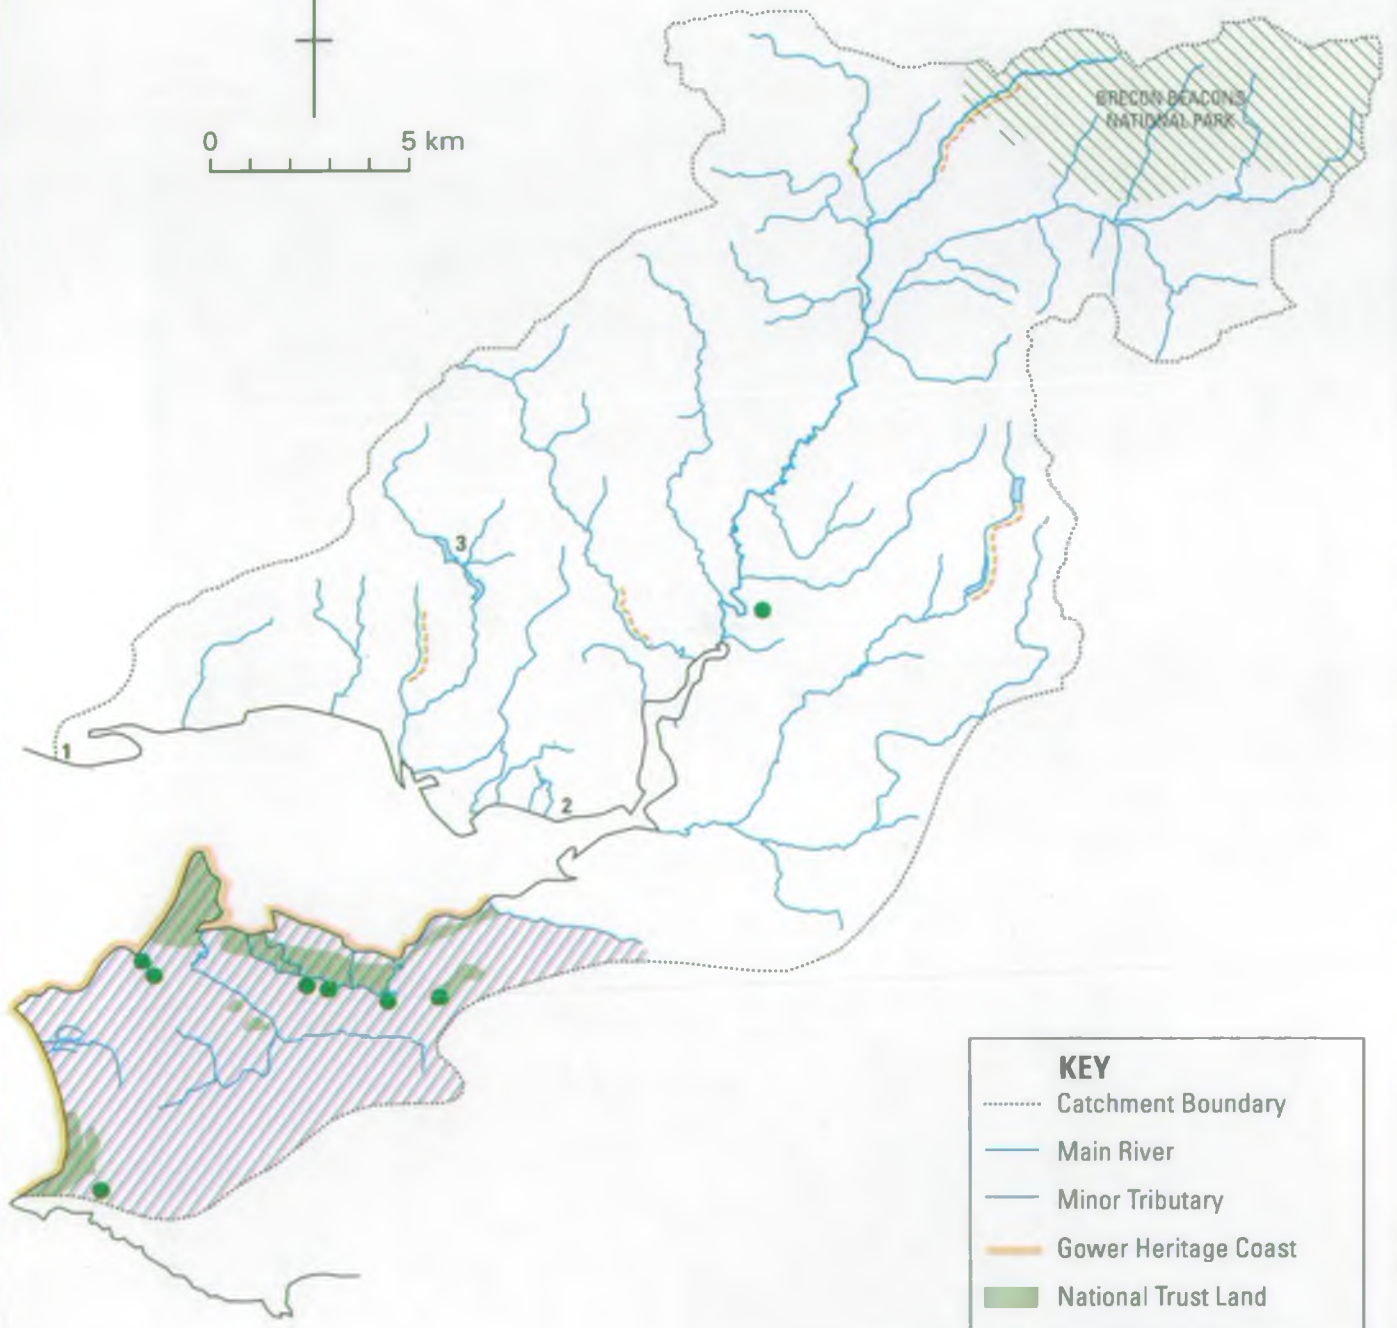 0 5 km
BRECON BEACONS
NATIONAL PARK
3
1
2
KEY
Catchment Boundary
Main River
Minor Tributary
Gower Heritage Coast
National Trust Land